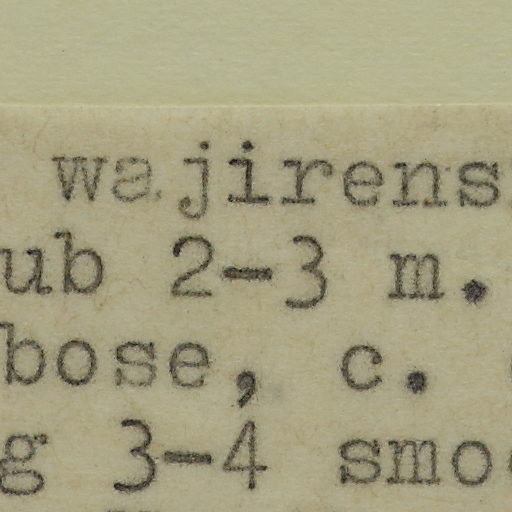 wajirens
ub 2-3 m.
bose, c.
g 3-4 smo